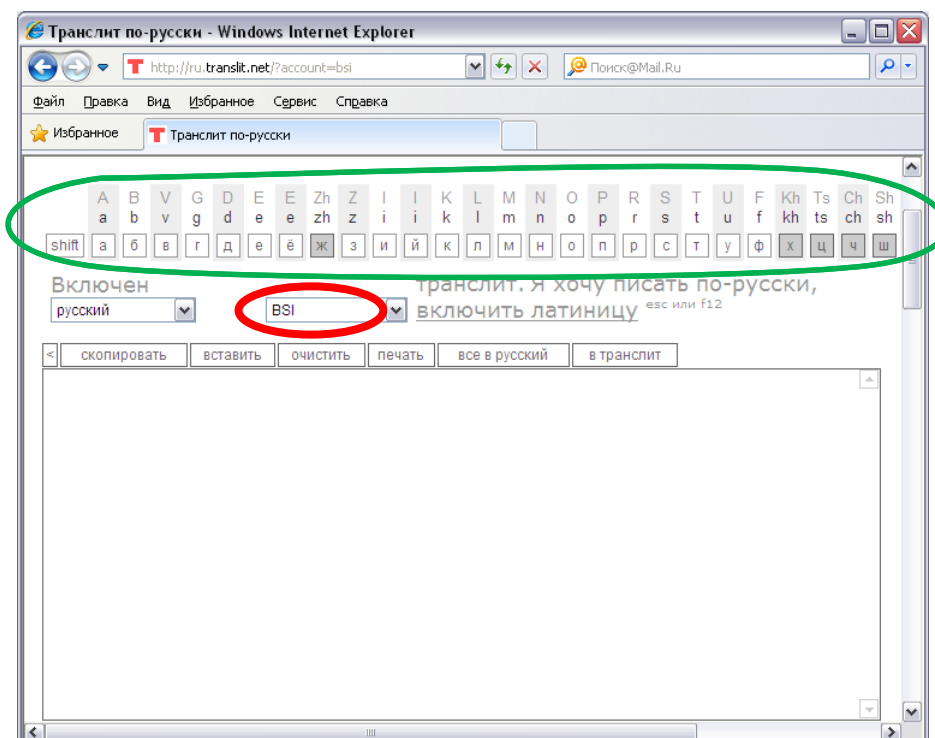 Транслит по-русски - Windows Internet Explorer
http://ru.translit.net/?account=bsi Поиск@Mail.Ru
Файл Правка Вид Избранное Сервис Справка
Избранное Транслит по-русски
A B V G D E E Zh Z I I K L M N O P R S T U F Kh Ts Ch Sh
a b v g d e e zh z i i k l m n o p r s t u f kh ts ch sh
shift а б в г д е ё ж з и й к л м н о п р с т у ф х ц ч ш
Включен транслит. Я хочу писать по-русски,
русский BSI включить латиницу esc или f12
< скопировать вставить очистить печать все в русский в транслит